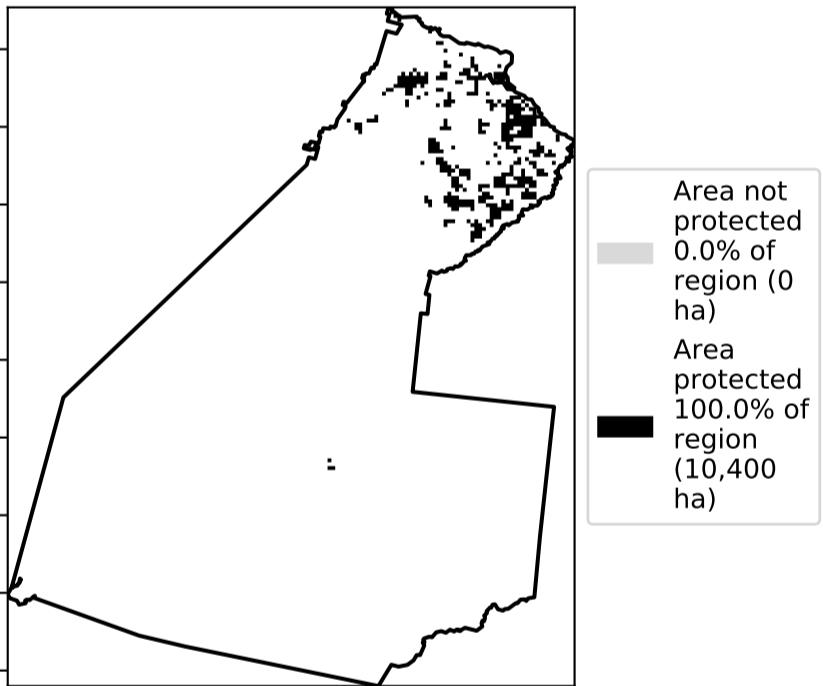 Area not
protected
0.0% of
region (0
ha)
Area
protected
100.0% of
region
(10,400
ha)